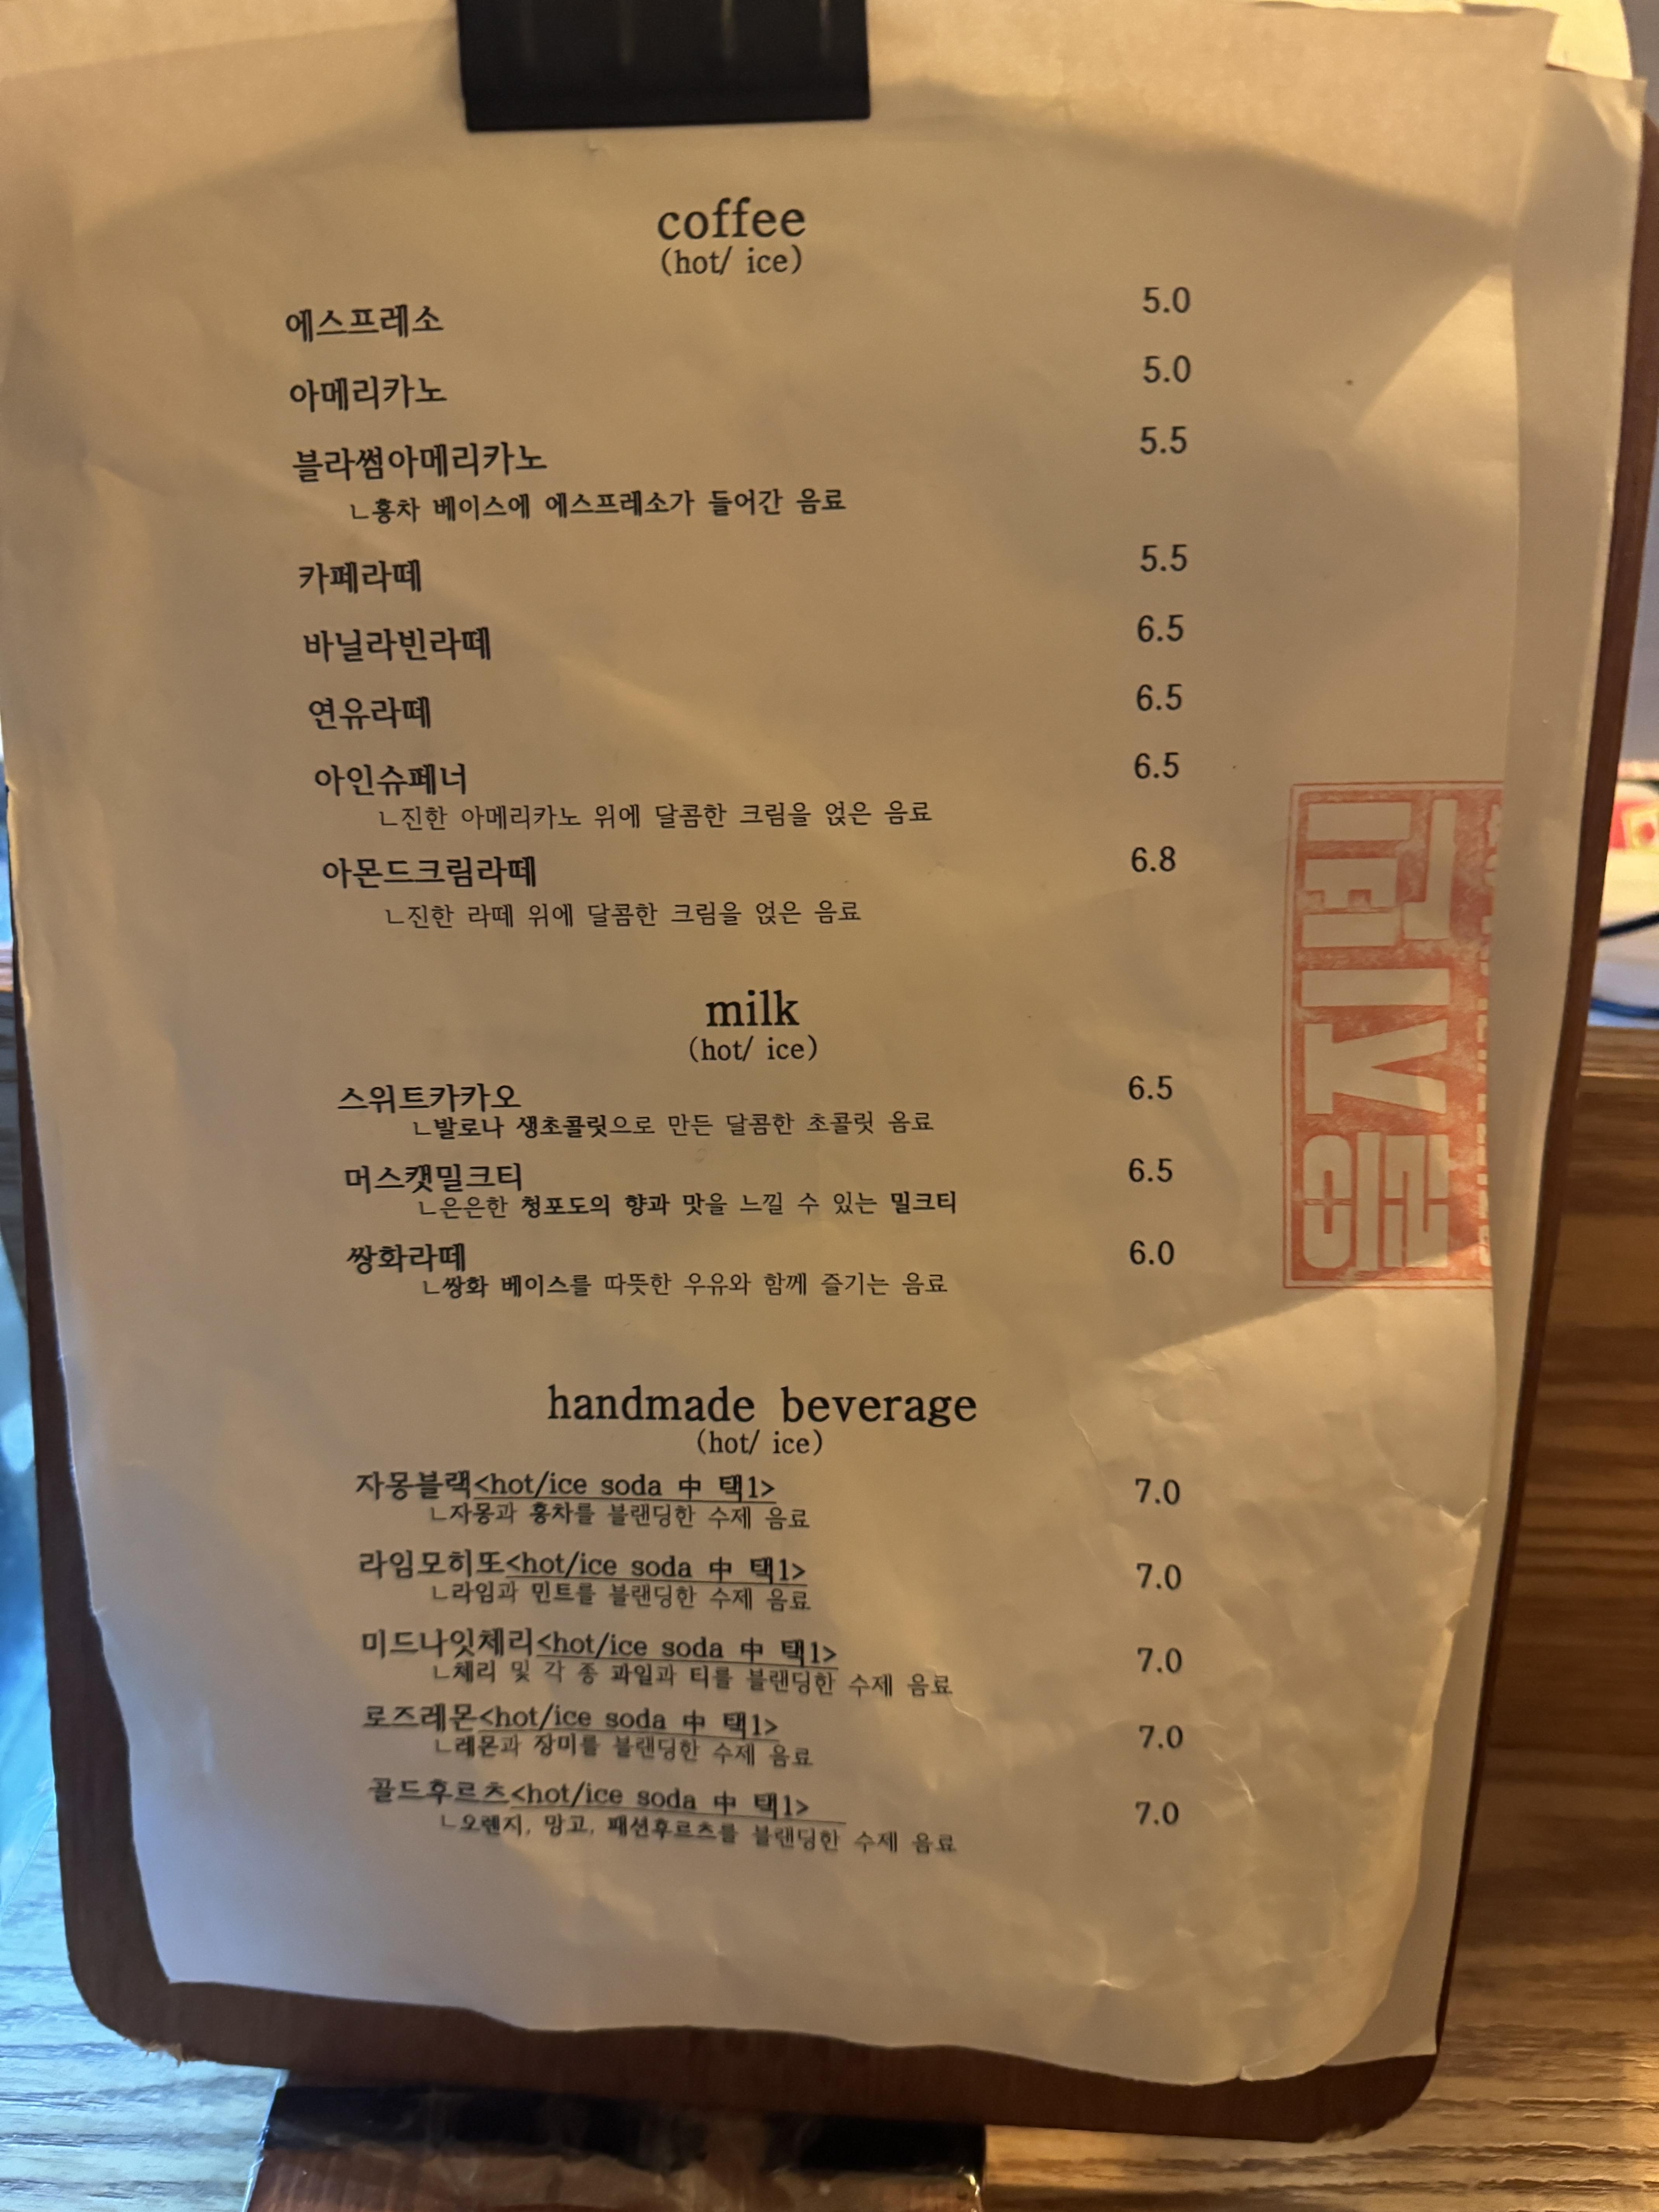 coffee
(hot/ ice)
에스프레소 5.0
아메리카노 5.0
블라썸아메리카노 5.5
ㄴ홍차 베이스에 에스프레소가 들어간 음료
카페라떼 5.5
바닐라빈라떼 6.5
연유라떼 6.5
아인슈페너 6.5
ㄴ진한 아메리카노 위에 달콤한 크림을 얹은 음료
아몬드크림라떼 6.8
ㄴ진한 라떼 위에 달콤한 크림을 얹은 음료
milk
(hot/ ice)
스위트카카오 6.5
ㄴ발로나 생초콜릿으로 만든 달콤한 초콜릿 음료
머스캣밀크티 6.5
ㄴ은은한 청포도의 향과 맛을 느낄 수 있는 밀크티
쌍화라떼 6.0
ㄴ쌍화 베이스를 따뜻한 우유와 함께 즐기는 음료
handmade beverage
(hot/ ice)
자몽블랙<hot/ice soda 中 택1> 7.0
ㄴ자몽과 홍차를 블랜딩한 수제 음료
라임모히또<hot/ice soda 中 택1> 7.0
ㄴ라임과 민트를 블랜딩한 수제 음료
미드나잇체리<hot/ice soda 中 택1> 7.0
ㄴ체리 및 각 종 과일과 티를 블랜딩한 수제 음료
로즈레몬<hot/ice soda 中 택1> 7.0
ㄴ레몬과 장미를 블랜딩한 수제 음료
골드후르츠<hot/ice soda 中 택1> 7.0
ㄴ오렌지, 망고, 패션후르츠를 블랜딩한 수제 음료